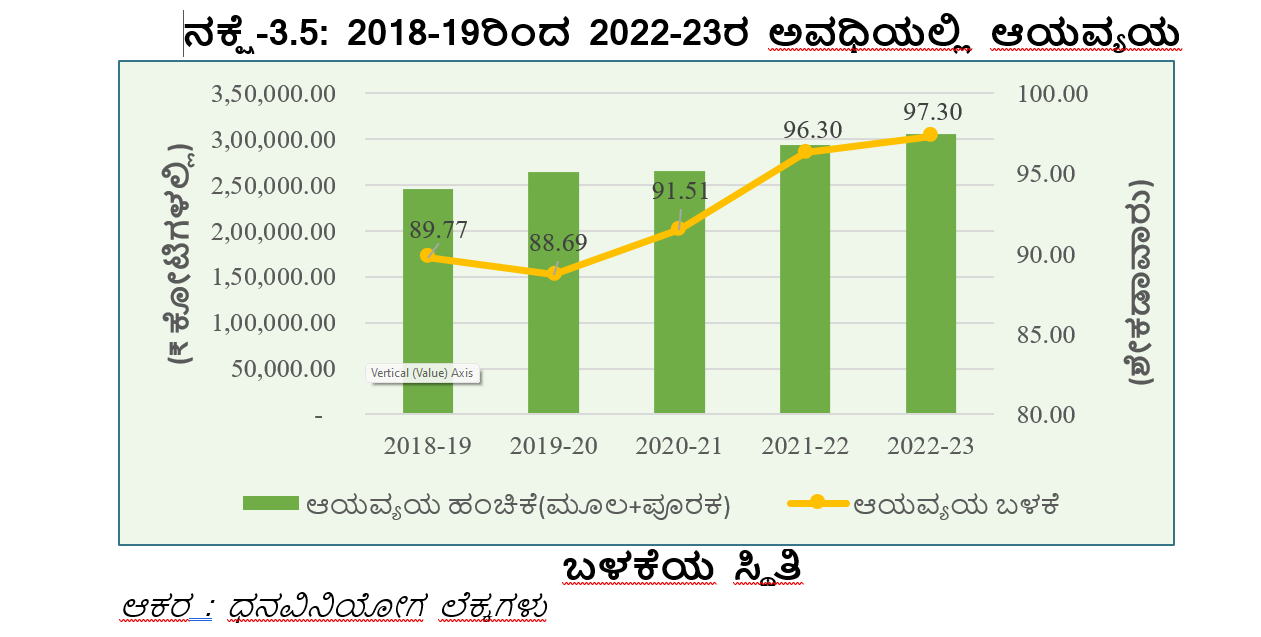 ನಕ್ಷೆ-3.5: 2018-19ರಿಂದ 2022-23ರ ಅವಧಿಯಲ್ಲಿ ಆಯವ್ಯಯ
3,50,000.00
3,00,000.00
2,50,000.00
2,00,000.00
1,50,000.00
1,00,000.00
50,000.00
-
(₹ ಕೋಟಿಗಳಲ್ಲಿ)
100.00
95.00
90.00
85.00
80.00
(ಶೇಕಡಾವಾರು)
89.77
88.69
91.51
96.30
97.30
Vertical (Value) Axis
2018-19 2019-20 2020-21 2021-22 2022-23
ಆಯವ್ಯಯ ಹಂಚಿಕೆ(ಮೂಲ+ಪೂರಕ) ಆಯವ್ಯಯ ಬಳಕೆ
ಬಳಕೆಯ ಸ್ಥಿತಿ
ಆಕರ : ಧನವಿನಿಯೋಗ ಲೆಕ್ಕಗಳು